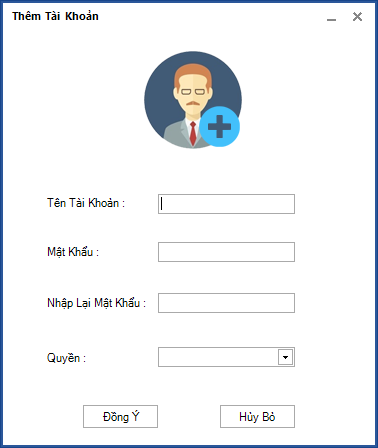 Thêm Tài Khoản
Tên Tài Khoản :
Mật Khẩu :
Nhập Lại Mật Khẩu :
Quyền :
Đồng Ý
Hủy Bỏ